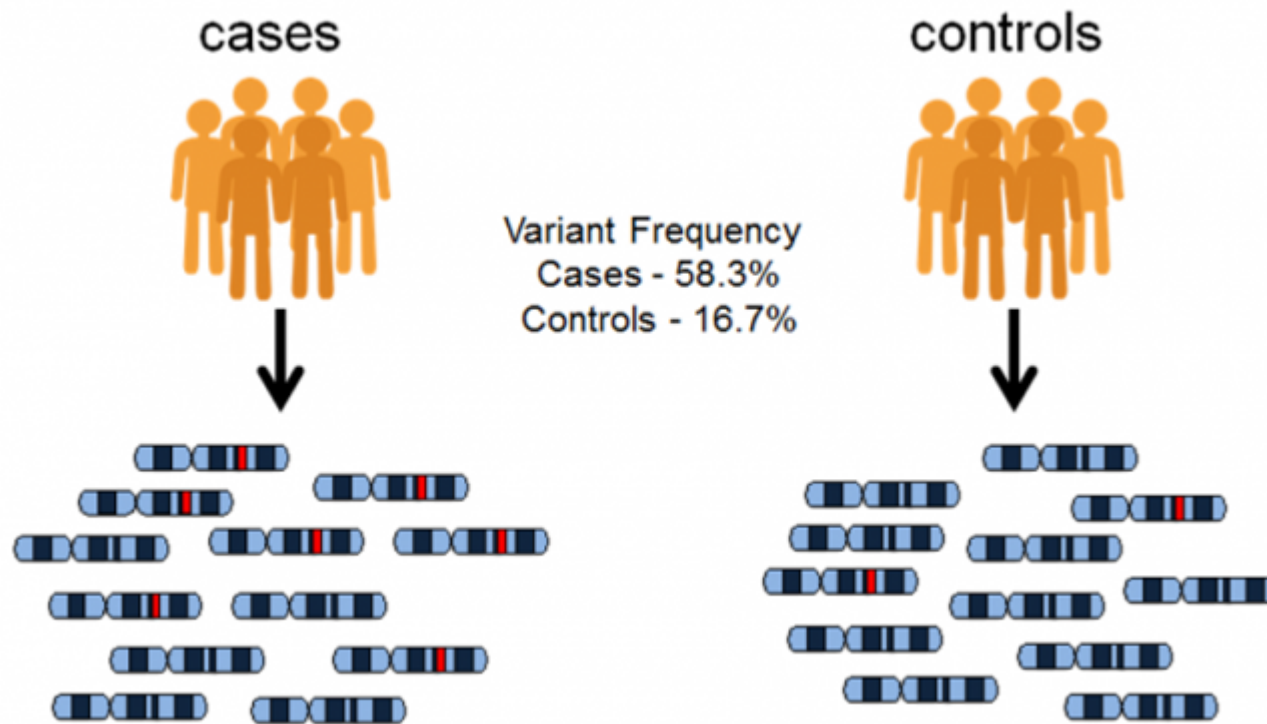 cases
controls
Variant Frequency
Cases - 58.3%
Controls - 16.7%